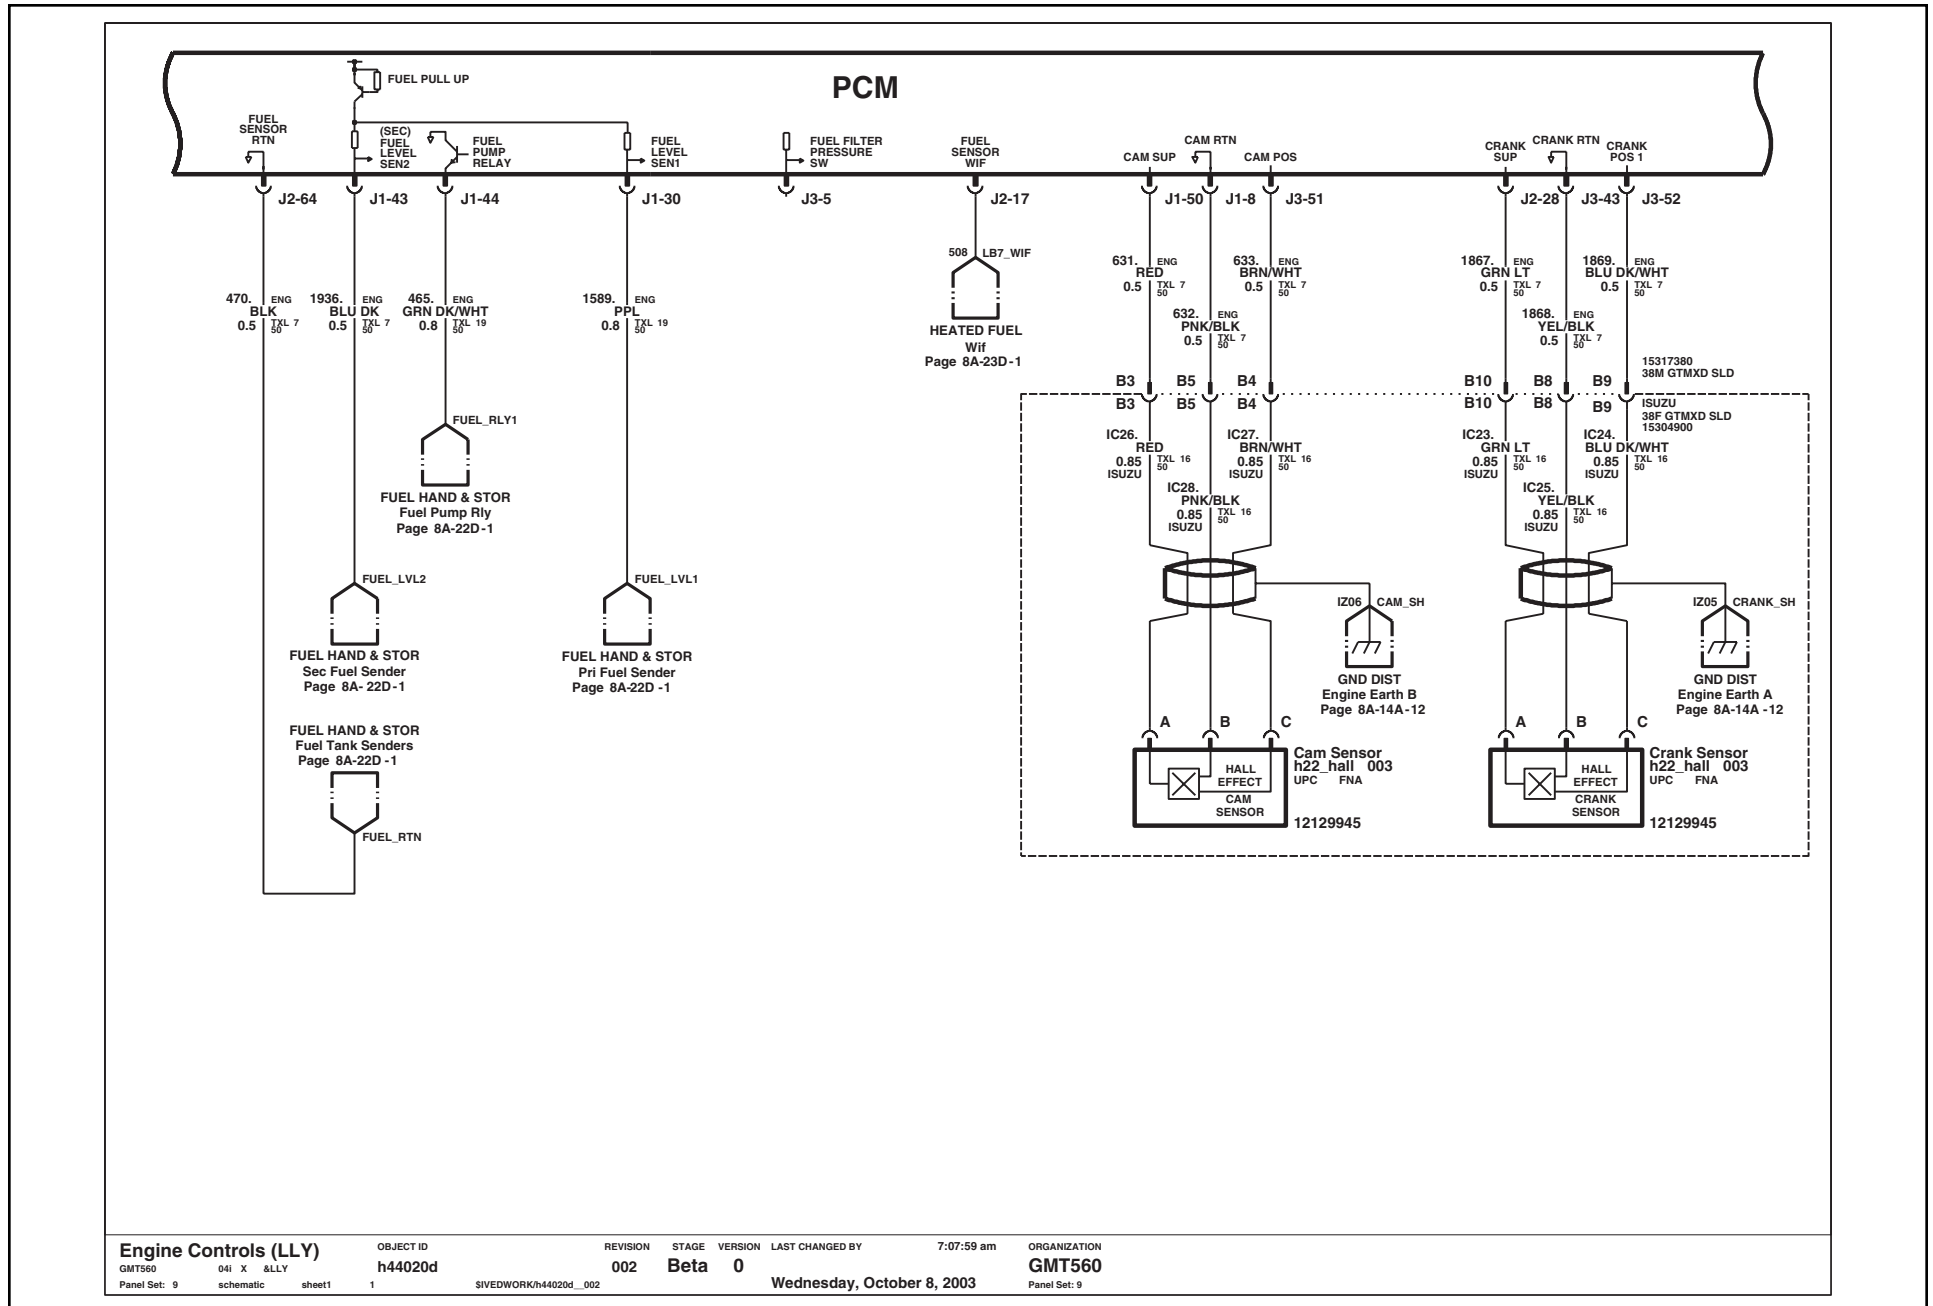 PCM
FUEL PULL UP
FUEL
SENSOR
RTN
(SEC)
FUEL
LEVEL
SEN2
FUEL
PUMP
RELAY
FUEL
LEVEL
SEN1
FUEL FILTER
PRESSURE
SW
FUEL
SENSOR
WIF
CAM SUP
CAM RTN
CAM POS
CRANK
SUP
CRANK RTN
CRANK
POS 1
J2-64
J1-43
J1-44
J1-30
J3-5
J2-17
J1-50
J1-8
J3-51
J2-28
J3-43
J3-52
508 LB7_WIF
HEATED FUEL
Wif
Page 8A-23D-1
470. ENG
BLK
0.5 TXL 7
50
1936. ENG
BLU DK
0.5 TXL 7
50
465. ENG
GRN DK/WHT
0.8 TXL 19
50
1589. ENG
PPL
0.8 TXL 19
50
631. ENG
RED
0.5 TXL 7
50
632. ENG
PNK/BLK
0.5 TXL 7
50
633. ENG
BRN/WHT
0.5 TXL 7
50
1867. ENG
GRN LT
0.5 TXL 7
50
1868. ENG
YEL/BLK
0.5 TXL 7
50
1869. ENG
BLU DK/WHT
0.5 TXL 7
50
15317380
38M GTMXD SLD
B3 B5 B4 B10 B8 B9
B3 B5 B4 B10 B8 B9
ISUZU
38F GTMXD SLD
15304900
IC26.
RED
0.85 TXL 16
50
ISUZU
IC28.
PNK/BLK
0.85 TXL 16
50
ISUZU
IC27.
BRN/WHT
0.85 TXL 16
50
ISUZU
IC23.
GRN LT
0.85 TXL 16
50
ISUZU
IC25.
YEL/BLK
0.85 TXL 16
50
ISUZU
IC24.
BLU DK/WHT
0.85 TXL 16
50
ISUZU
FUEL_RLY1
FUEL HAND & STOR
Fuel Pump Rly
Page 8A-22D-1
FUEL_LVL2
FUEL HAND & STOR
Sec Fuel Sender
Page 8A- 22D-1
FUEL_LVL1
FUEL HAND & STOR
Pri Fuel Sender
Page 8A-22D -1
FUEL HAND & STOR
Fuel Tank Senders
Page 8A-22D -1
FUEL_RTN
IZ06 CAM_SH
GND DIST
Engine Earth B
Page 8A-14A-12
IZ05 CRANK_SH
GND DIST
Engine Earth A
Page 8A-14A -12
A B C
Cam Sensor
h22_hall 003
UPC FNA
HALL
EFFECT
CAM
SENSOR
12129945
A B C
Crank Sensor
h22_hall 003
UPC FNA
HALL
EFFECT
CRANK
SENSOR
12129945
Engine Controls (LLY)
GMT560 04i X &LLY
Panel Set: 9 schematic sheet1 1
OBJECT ID
h44020d
$IVEDWORK/h44020d__002
REVISION
002
STAGE
Beta
VERSION
0
LAST CHANGED BY 7:07:59 am
Wednesday, October 8, 2003
ORGANIZATION
GMT560
Panel Set: 9